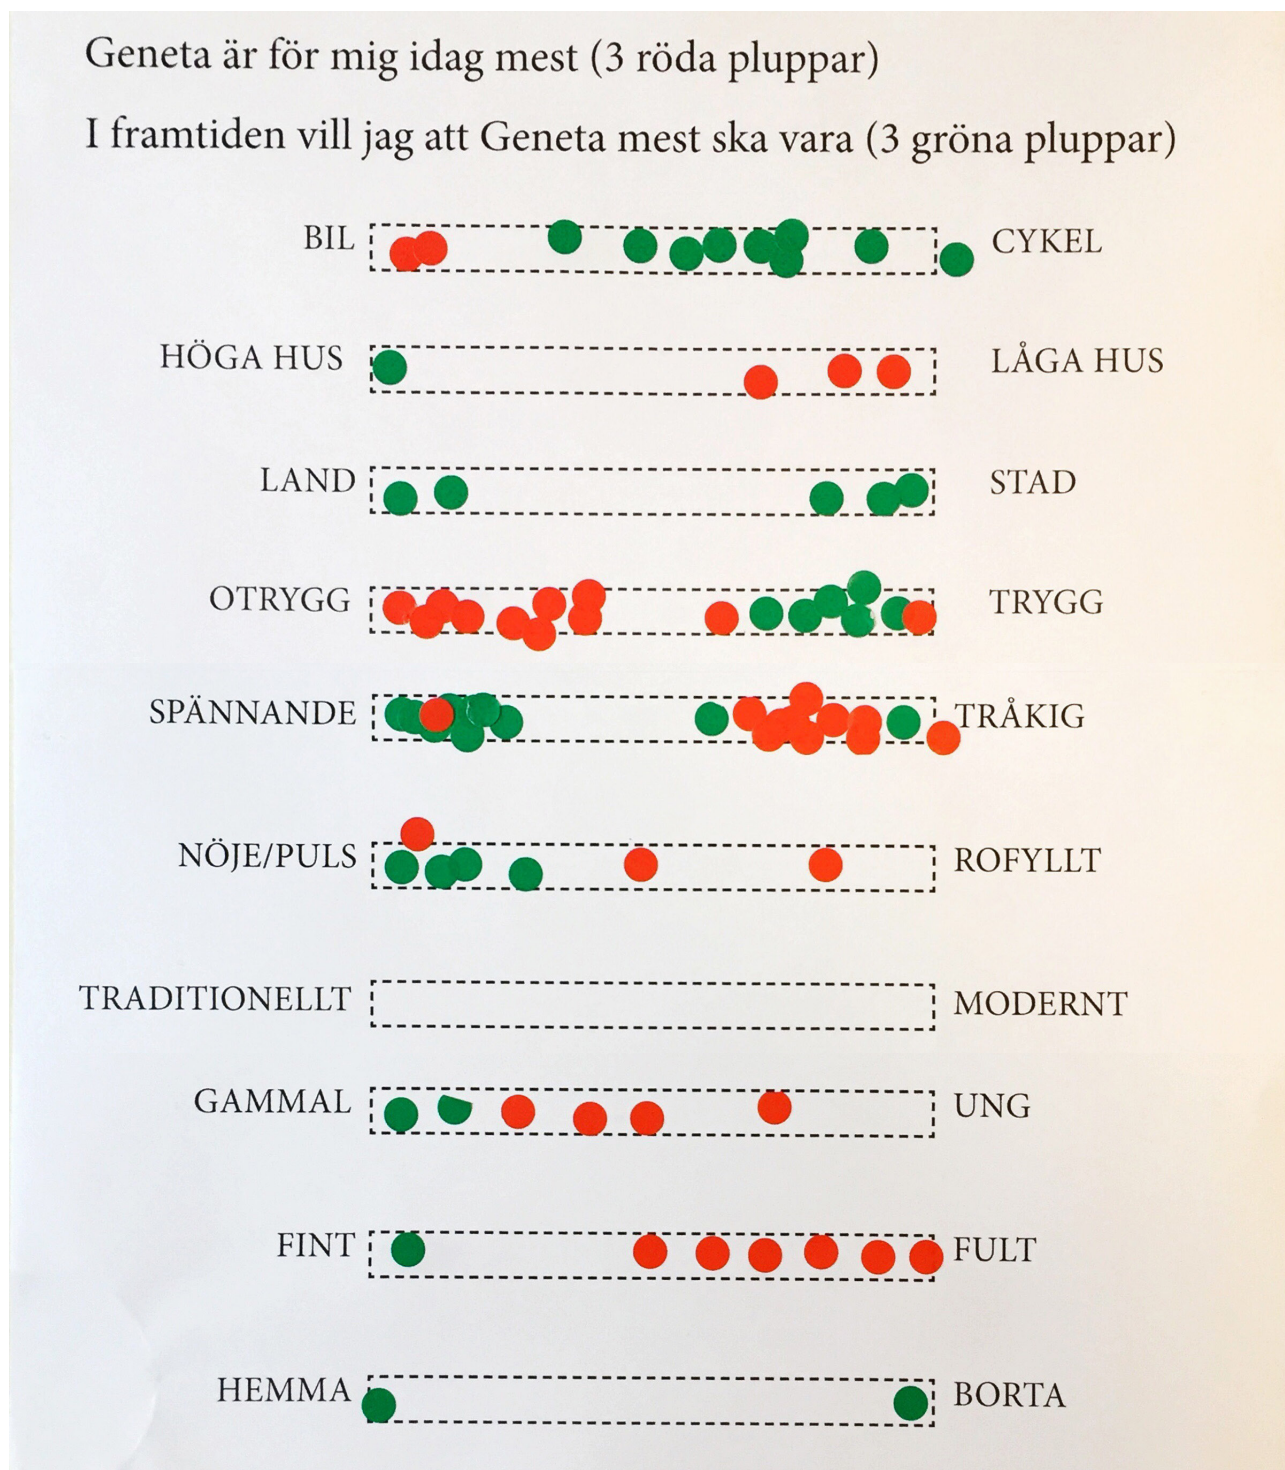 Geneta är för mig idag mest (3 röda pluppar)
I framtiden vill jag att Geneta mest ska vara (3 gröna pluppar)
BIL CYKEL
HÖGA HUS LÅGA HUS
LAND STAD
OTRYGG TRYGG
SPÄNNANDE TRÅKIG
NÖJE/PULS ROFYLLT
TRADITIONELLT MODERNT
GAMMAL UNG
FINT FULT
HEMMA BORTA